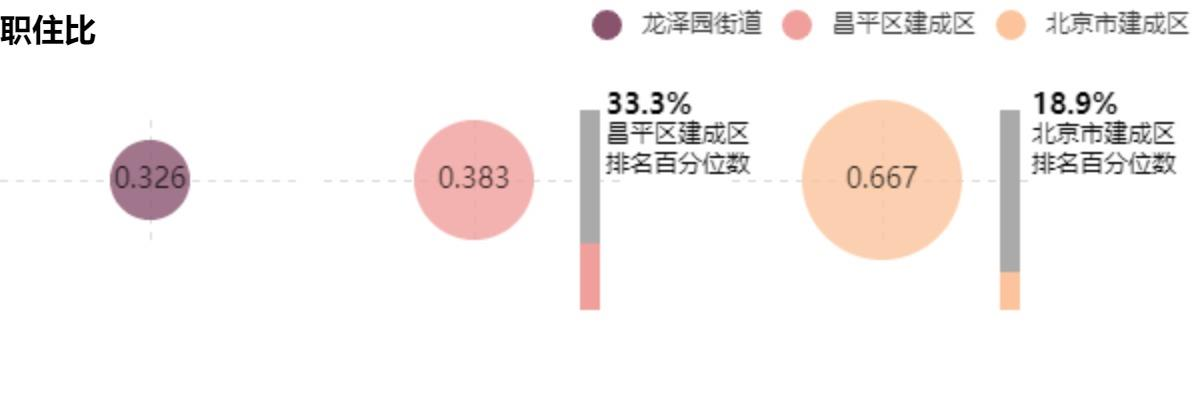 职住比
龙泽园街道
昌平区建成区
北京市建成区
0.326
0.383
33.3%
昌平区建成区
排名百分位数
0.667
18.9%
北京市建成区
排名百分位数